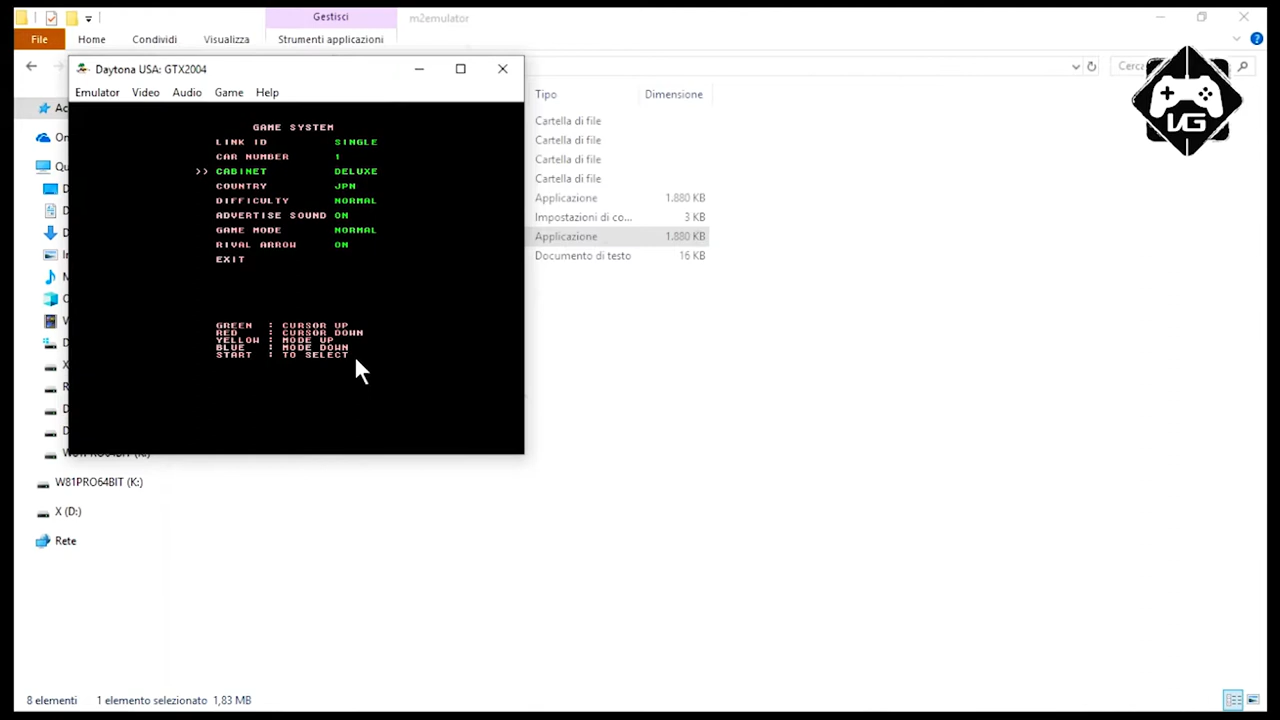 Gestisci
m2emulator
File Home Condividi Visualizza Strumenti applicazioni
Daytona USA: GTX2004
Emulator Video Audio Game Help
GAME SYSTEM
LINK ID SINGLE
CAR NUMBER 1
>> CABINET DELUXE
COUNTRY JPN
DIFFICULTY NORMAL
ADVERTISE SOUND ON
GAME MODE NORMAL
RIVAL ARROW ON
EXIT
GREEN : CURSOR UP
RED : CURSOR DOWN
YELLOW : MODE UP
BLUE : MODE DOWN
START : TO SELECT
Tipo Dimensione
Cartella di file
Cartella di file
Cartella di file
Cartella di file
Applicazione 1.880 KB
Impostazioni di co... 3 KB
Applicazione 1.880 KB
Documento di testo 16 KB
VG
W81PRO64BIT (K:)
X (D:)
Rete
8 elementi 1 elemento selezionato 1,83 MB